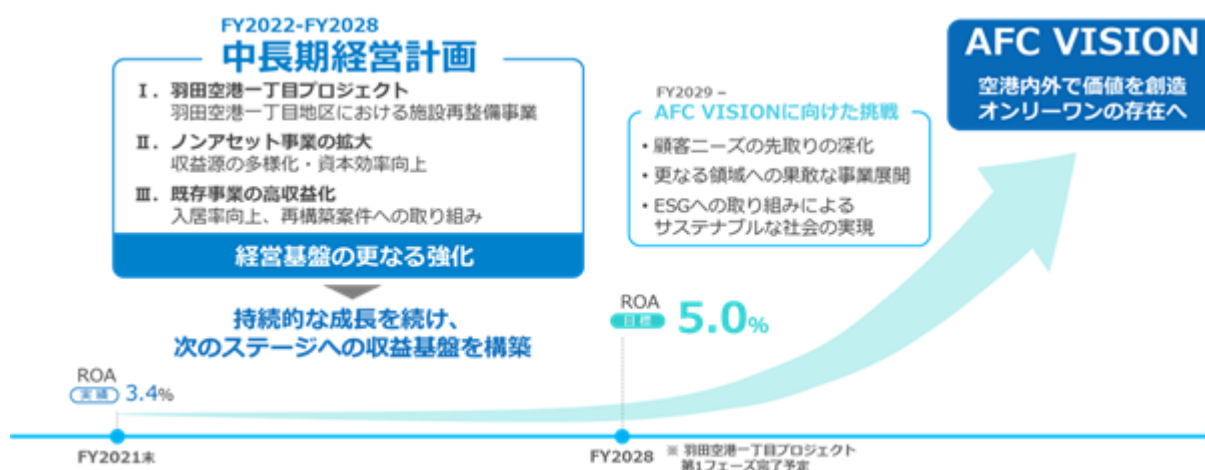 FY2022-FY2028
中長期経営計画
Ⅰ. 羽田空港一丁目プロジェクト
羽田空港一丁目地区における施設再整備事業
Ⅱ. ノンアセット事業の拡大
収益源の多様化・資本効率向上
Ⅲ. 既存事業の高収益化
入居率向上、再構築案件への取り組み
経営基盤の更なる強化
持続的な成長を続け、
次のステージへの収益基盤を構築
ROA
実績 3.4%
FY2021末
FY2029 –
AFC VISIONに向けた挑戦
・顧客ニーズの先取りの深化
・更なる領域への果敢な事業展開
・ESGへの取り組みによる
サステナブルな社会の実現
ROA
目標 5.0%
FY2028
※ 羽田空港一丁目プロジェクト
第1フェーズ完了予定
AFC VISION
空港内外で価値を創造
オンリーワンの存在へ